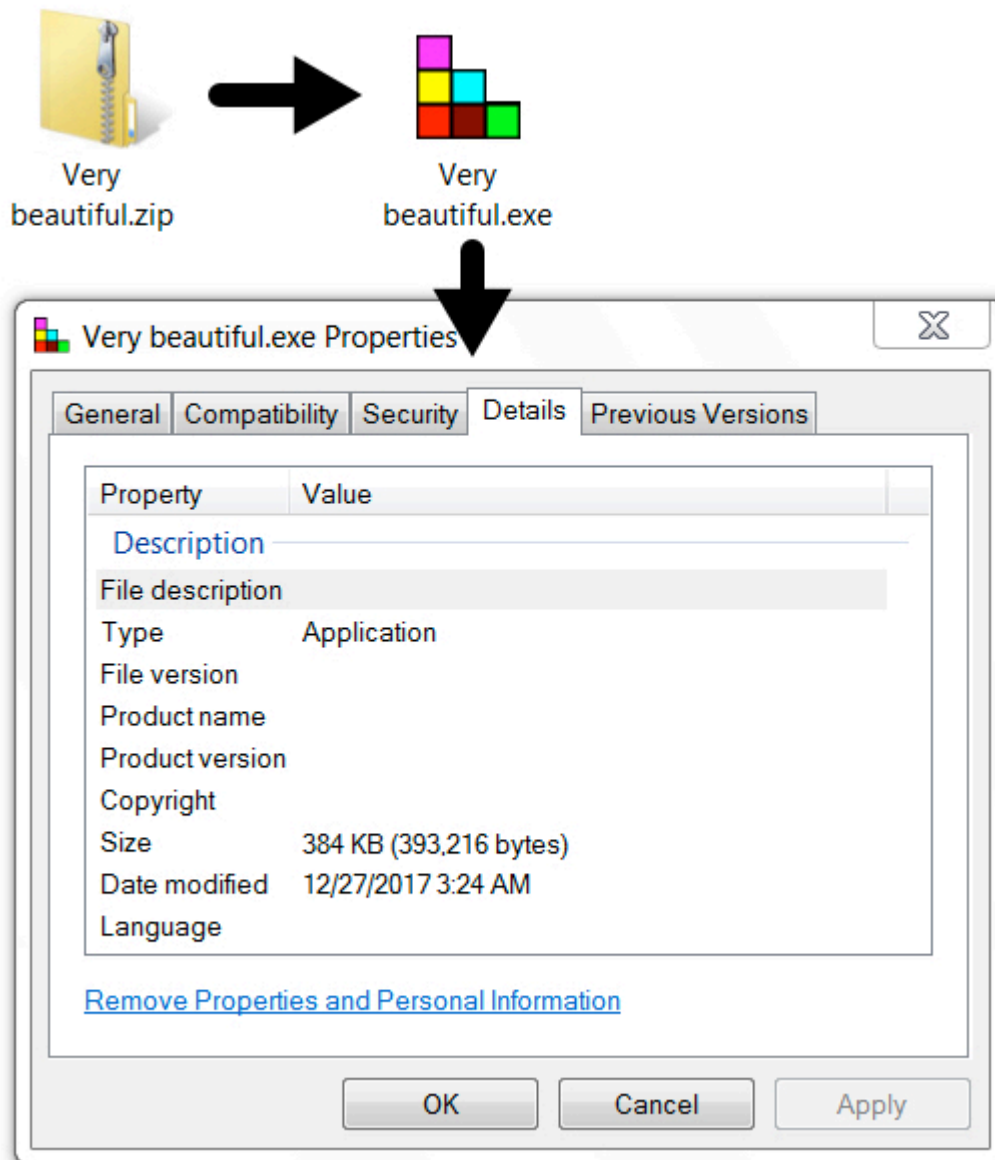 Very
beautiful.zip
Very
beautiful.exe
Very beautiful.exe Properties
General Compatibility Security Details Previous Versions
Property Value
Description
File description
Type Application
File version
Product name
Product version
Copyright
Size 384 KB (393,216 bytes)
Date modified 12/27/2017 3:24 AM
Language
Remove Properties and Personal Information
OK Cancel Apply